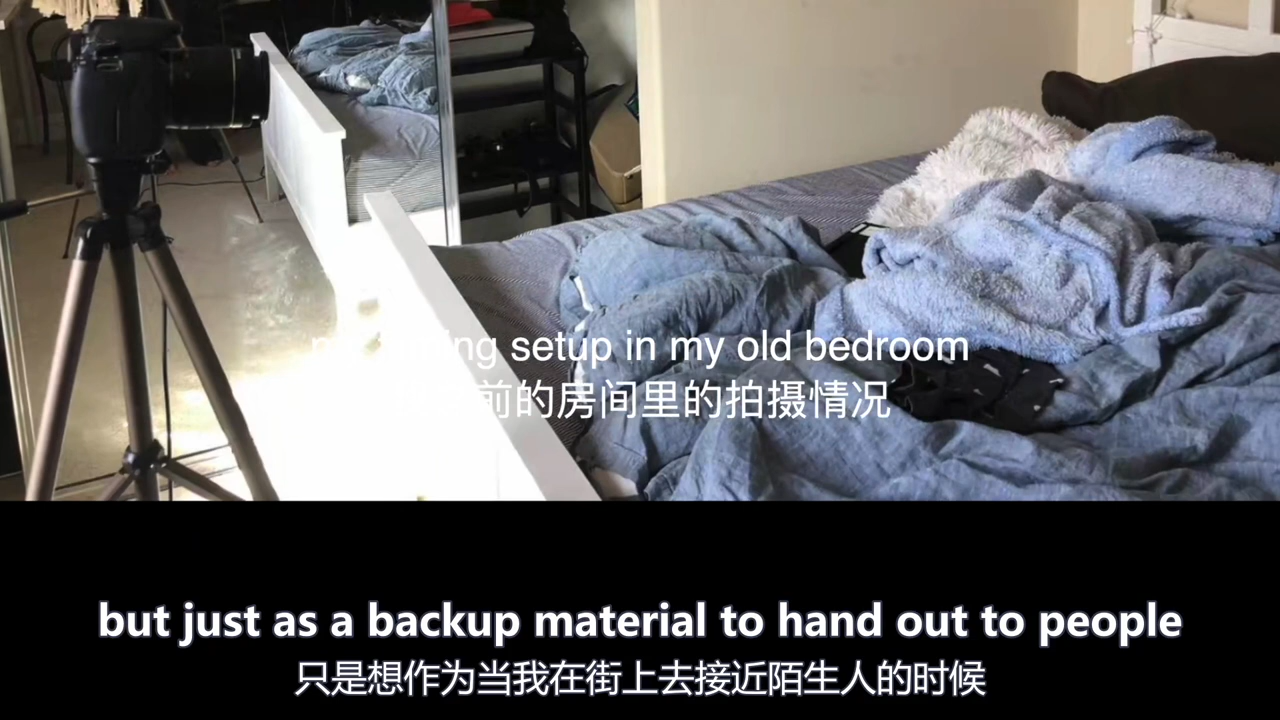 setup in my old bedroom
前的房间里的拍摄情况
but just as a backup material to hand out to people
只是想作为当我在街上去接近陌生人的时候